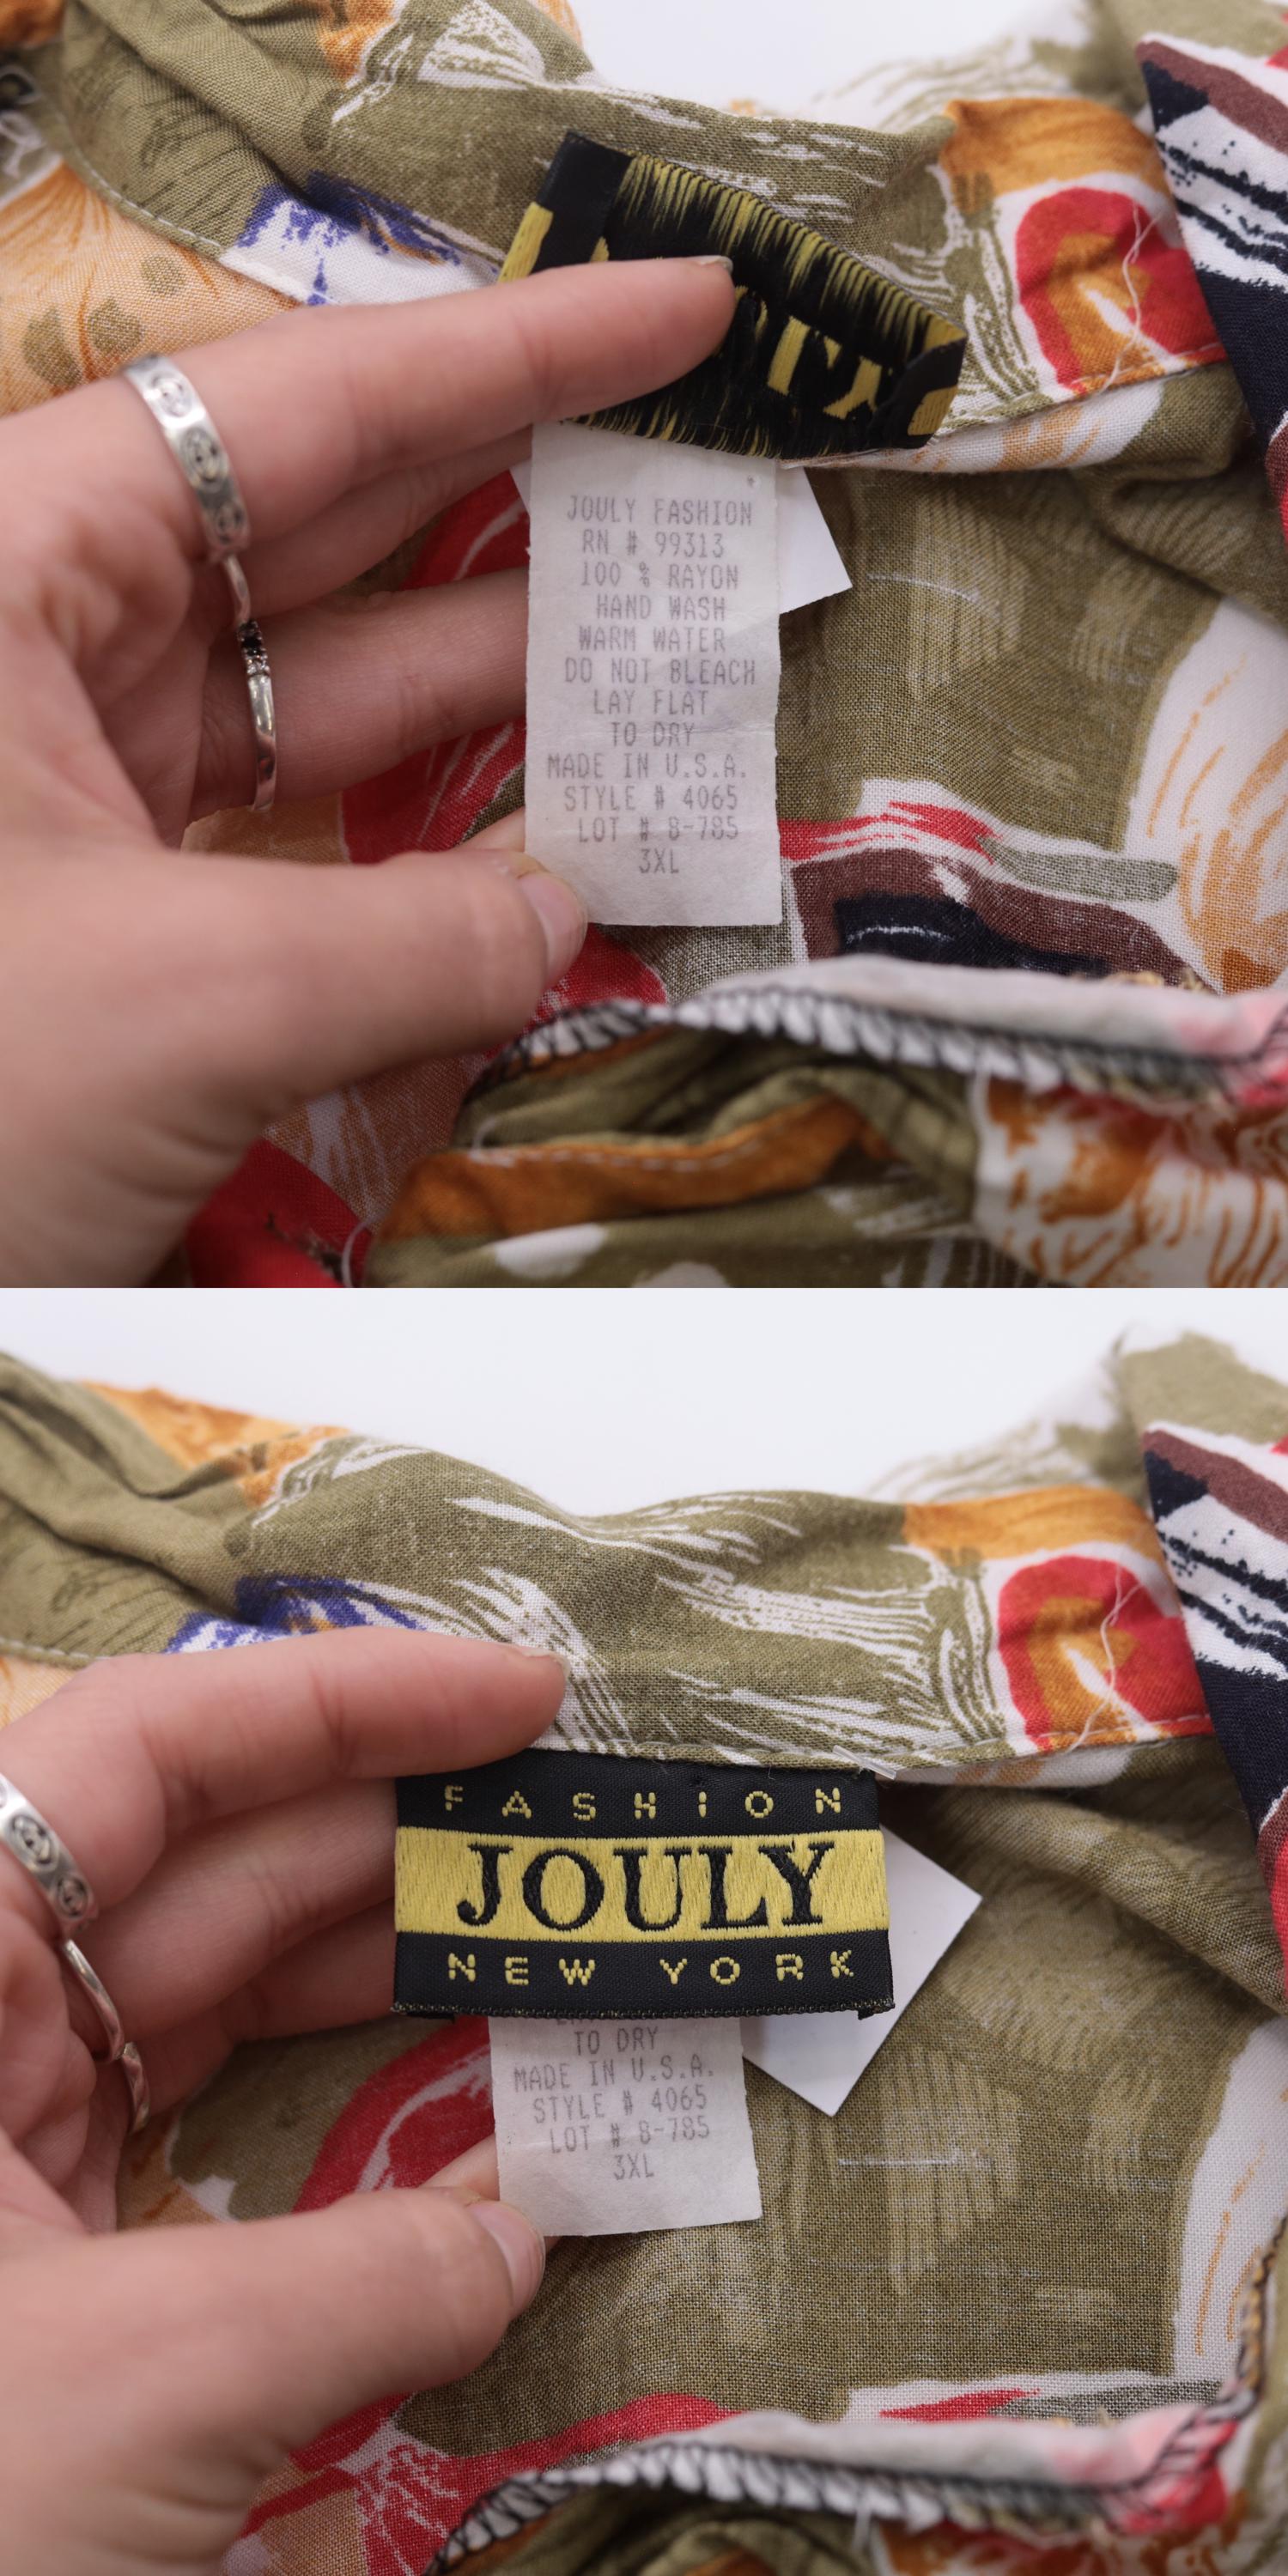 JOULY FASHION
RN # 99313
100 % RAYON
HAND WASH
WARM WATER
DO NOT BLEACH
LAY FLAT
TO DRY
MADE IN U.S.A.
STYLE # 4065
LOT # 8-785
3XL
FASHION
JOULY
NEW YORK
TO DRY
MADE IN U.S.A.
STYLE # 4065
LOT # 8-785
3XL